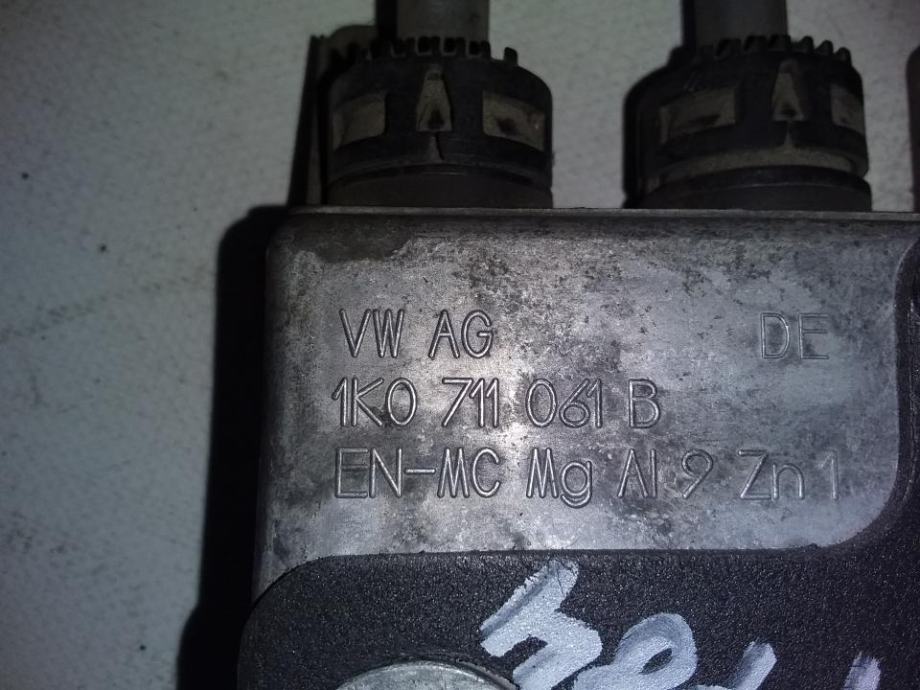 VW AG DE
1K0 711 061 B
EN-MC Mg Al 9 Zn 1